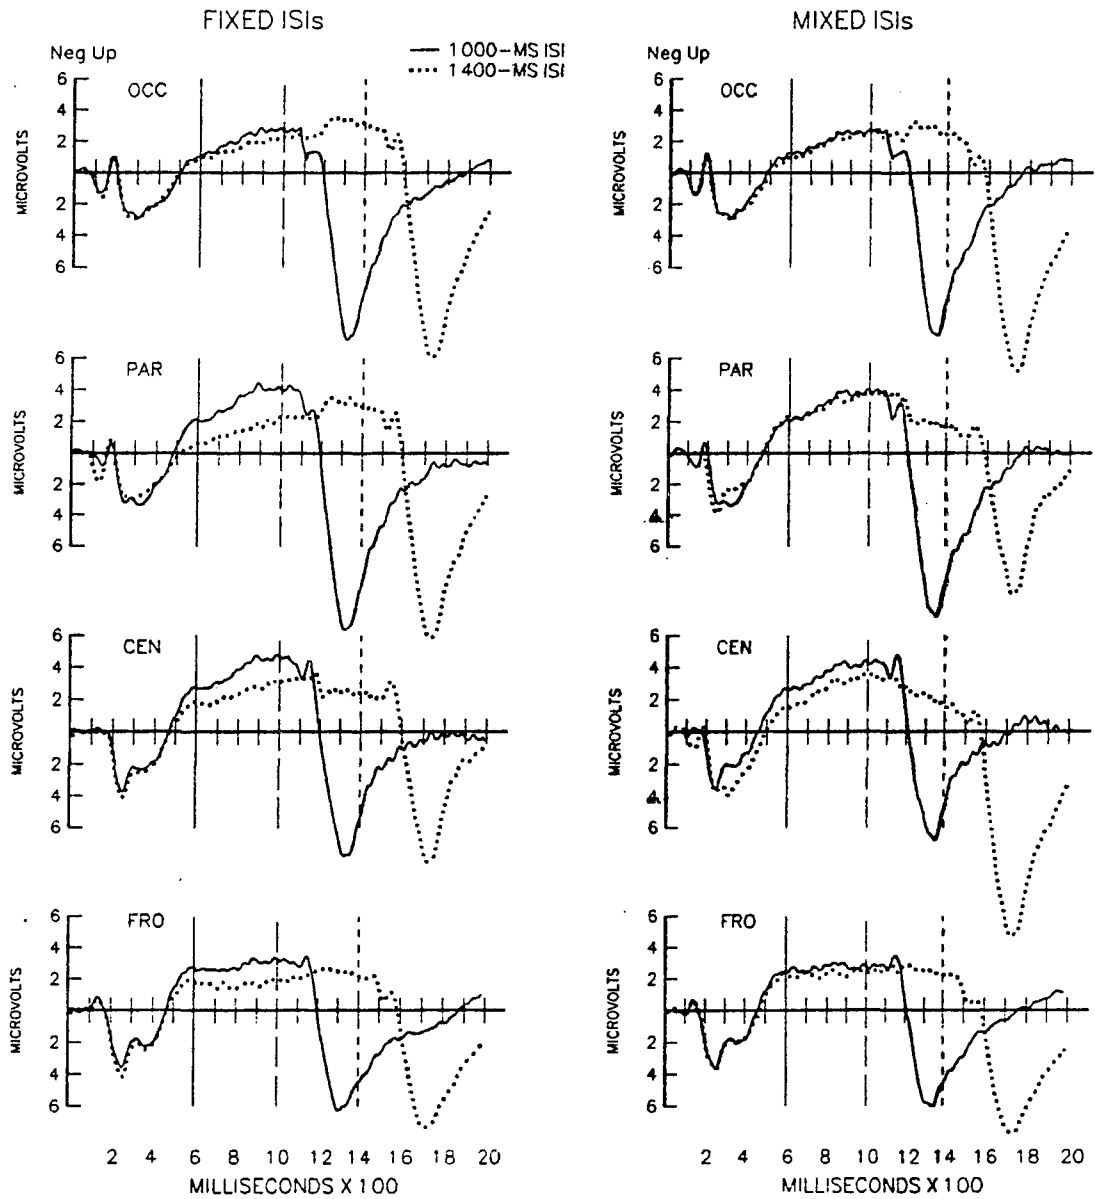 FIXED ISIs
MIXED ISIs
Neg Up
1000-MS ISI
1400-MS ISI
Neg Up
OCC
6
4
2
2
4
6
MICROVOLTS
OCC
6
4
2
2
4
6
MICROVOLTS
PAR
6
4
2
2
4
6
MICROVOLTS
PAR
6
4
2
2
4
6
MICROVOLTS
CEN
6
4
2
2
4
6
MICROVOLTS
CEN
6
4
2
2
4
6
MICROVOLTS
FRO
6
4
2
2
4
6
MICROVOLTS
FRO
6
4
2
2
4
6
MICROVOLTS
2 4 6 8 10 12 14 16 18 20
MILLISECONDS X 100
2 4 6 8 10 12 14 16 18 20
MILLISECONDS X 100